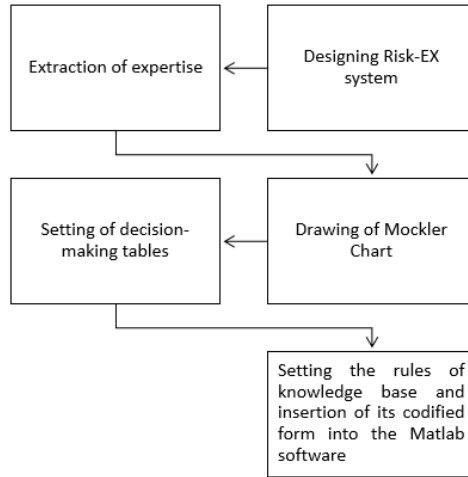 Extraction of expertise
Designing Risk-EX
system
Setting of decision-
making tables
Drawing of Mockler
Chart
Setting the rules of
knowledge base and
insertion of its codified
form into the Matlab
software